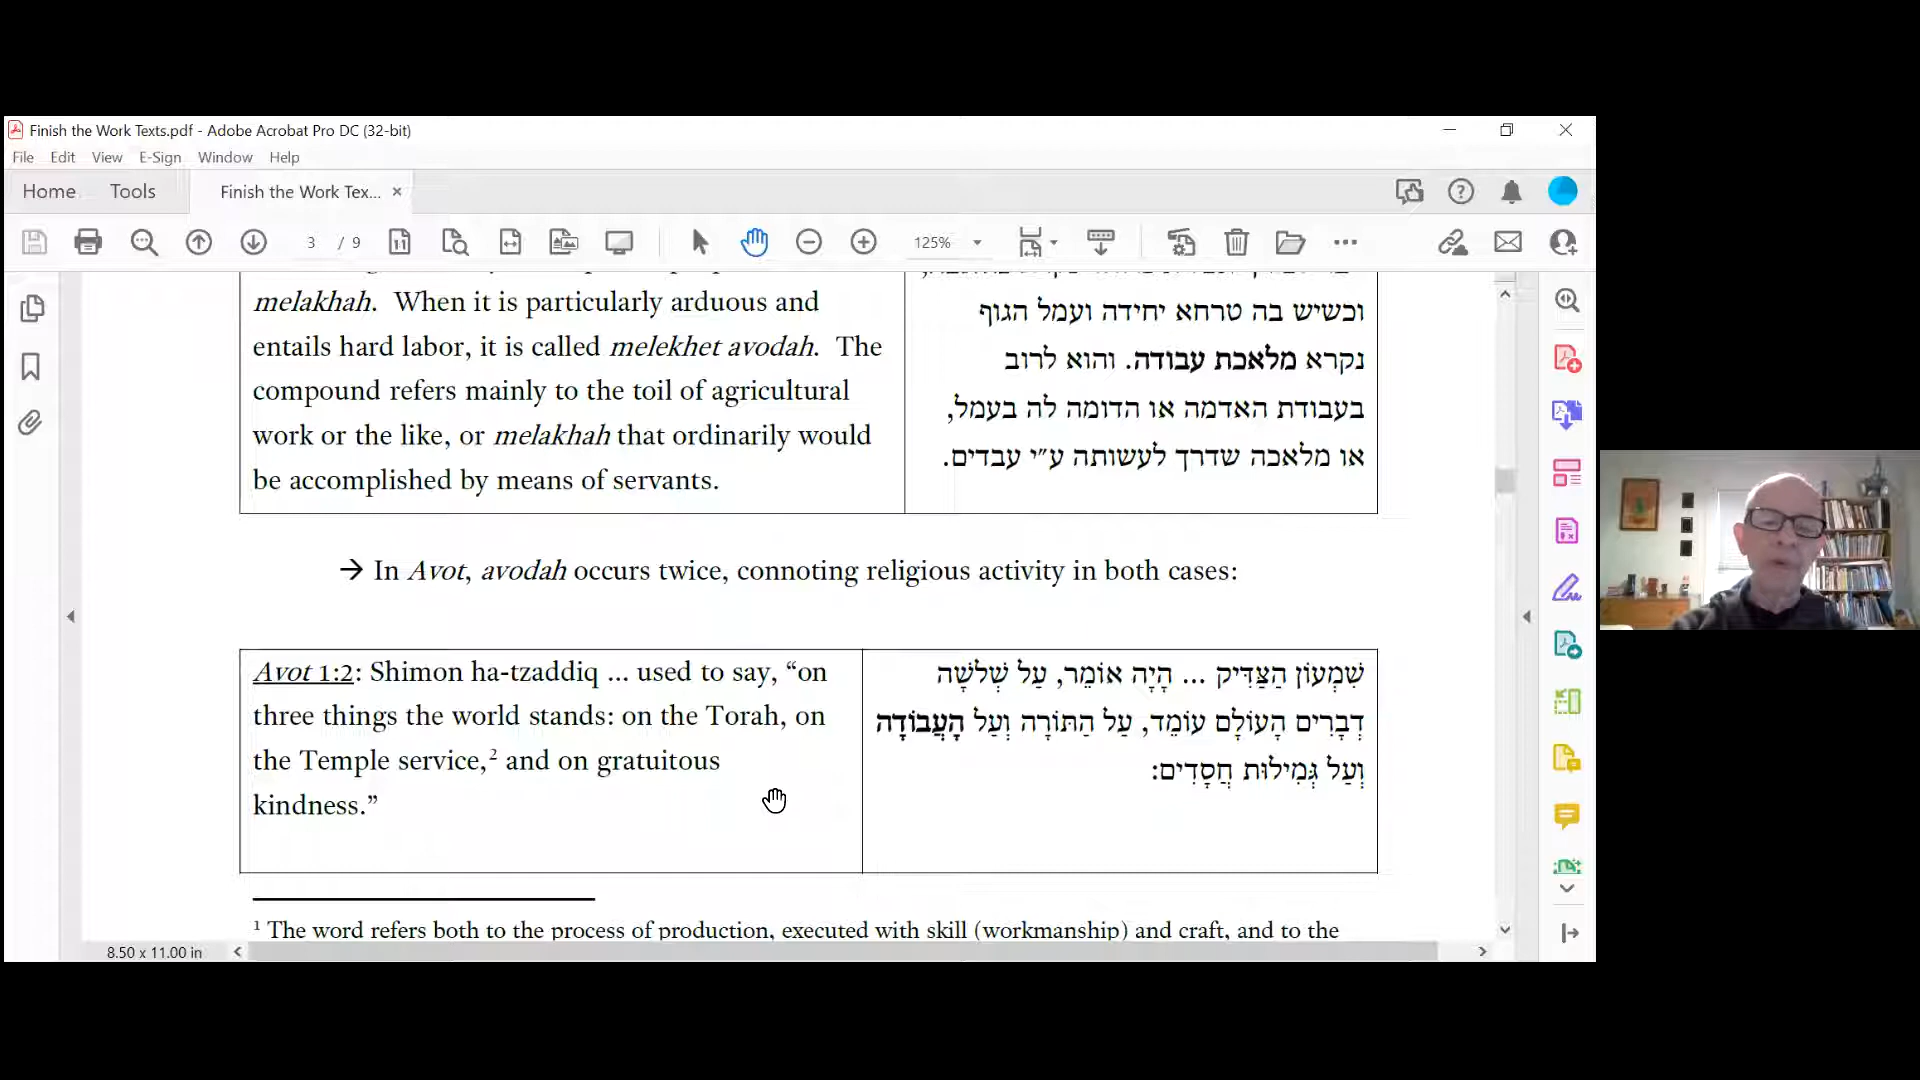 Finish the Work Texts.pdf - Adobe Acrobat Pro DC (32-bit)
File Edit View E-Sign Window Help
Home Tools Finish the Work Tex... ×
3 / 9 125%
melakhah. When it is particularly arduous and
entails hard labor, it is called melekhet avodah. The
compound refers mainly to the toil of agricultural
work or the like, or melakhah that ordinarily would
be accomplished by means of servants.
וכשיש בה טרחא יחידה ועמל הגוף
נקרא מלאכת עבודה. והוא לרוב
בעבודת האדמה או הדומה לה בעמל,
או מלאכה שדרך לעשותה ע״י עבדים.
→ In Avot, avodah occurs twice, connoting religious activity in both cases:
Avot 1:2: Shimon ha-tzaddiq ... used to say, “on
three things the world stands: on the Torah, on
the Temple service,² and on gratuitous
kindness.”
שִׁמְעוֹן הַצַּדִּיק ... הָיָה אוֹמֵר, עַל שְׁלשָׁה
דְבָרִים הָעוֹלָם עוֹמֵד, עַל הַתּוֹרָה וְעַל הָעֲבוֹדָה
וְעַל גְּמִילוּת חֲסָדִים:
¹ The word refers both to the process of production, executed with skill (workmanship) and craft, and to the
8.50 x 11.00 in